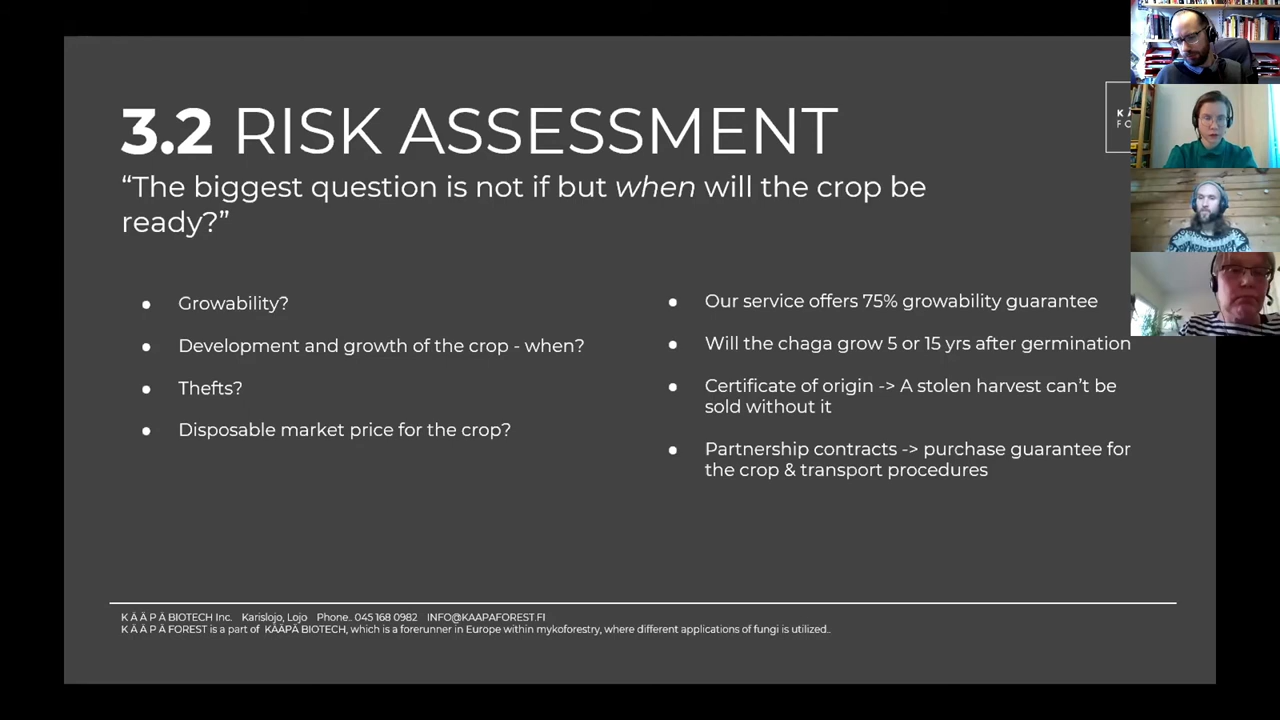 3.2 RISK ASSESSMENT
“The biggest question is not if but when will the crop be
ready?”
● Growability?
● Development and growth of the crop - when?
● Thefts?
● Disposable market price for the crop?
● Our service offers 75% growability guarantee
● Will the chaga grow 5 or 15 yrs after germination
● Certificate of origin -> A stolen harvest can’t be
sold without it
● Partnership contracts -> purchase guarantee for
the crop & transport procedures
K Ä Ä P Ä BIOTECH Inc. Karislojo, Lojo Phone.. 045 168 0982 INFO@KAAPAFOREST.FI
K Ä Ä P Ä FOREST is a part of KÄÄPÄ BIOTECH, which is a forerunner in Europe within mykoforestry, where different applications of fungi is utilized..